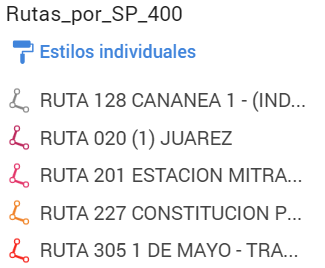 Rutas_por_SP_400
Estilos individuales
RUTA 128 CANANEA 1 - (IND...
RUTA 020 (1) JUAREZ
RUTA 201 ESTACION MITRA...
RUTA 227 CONSTITUCION P...
RUTA 305 1 DE MAYO - TRA...